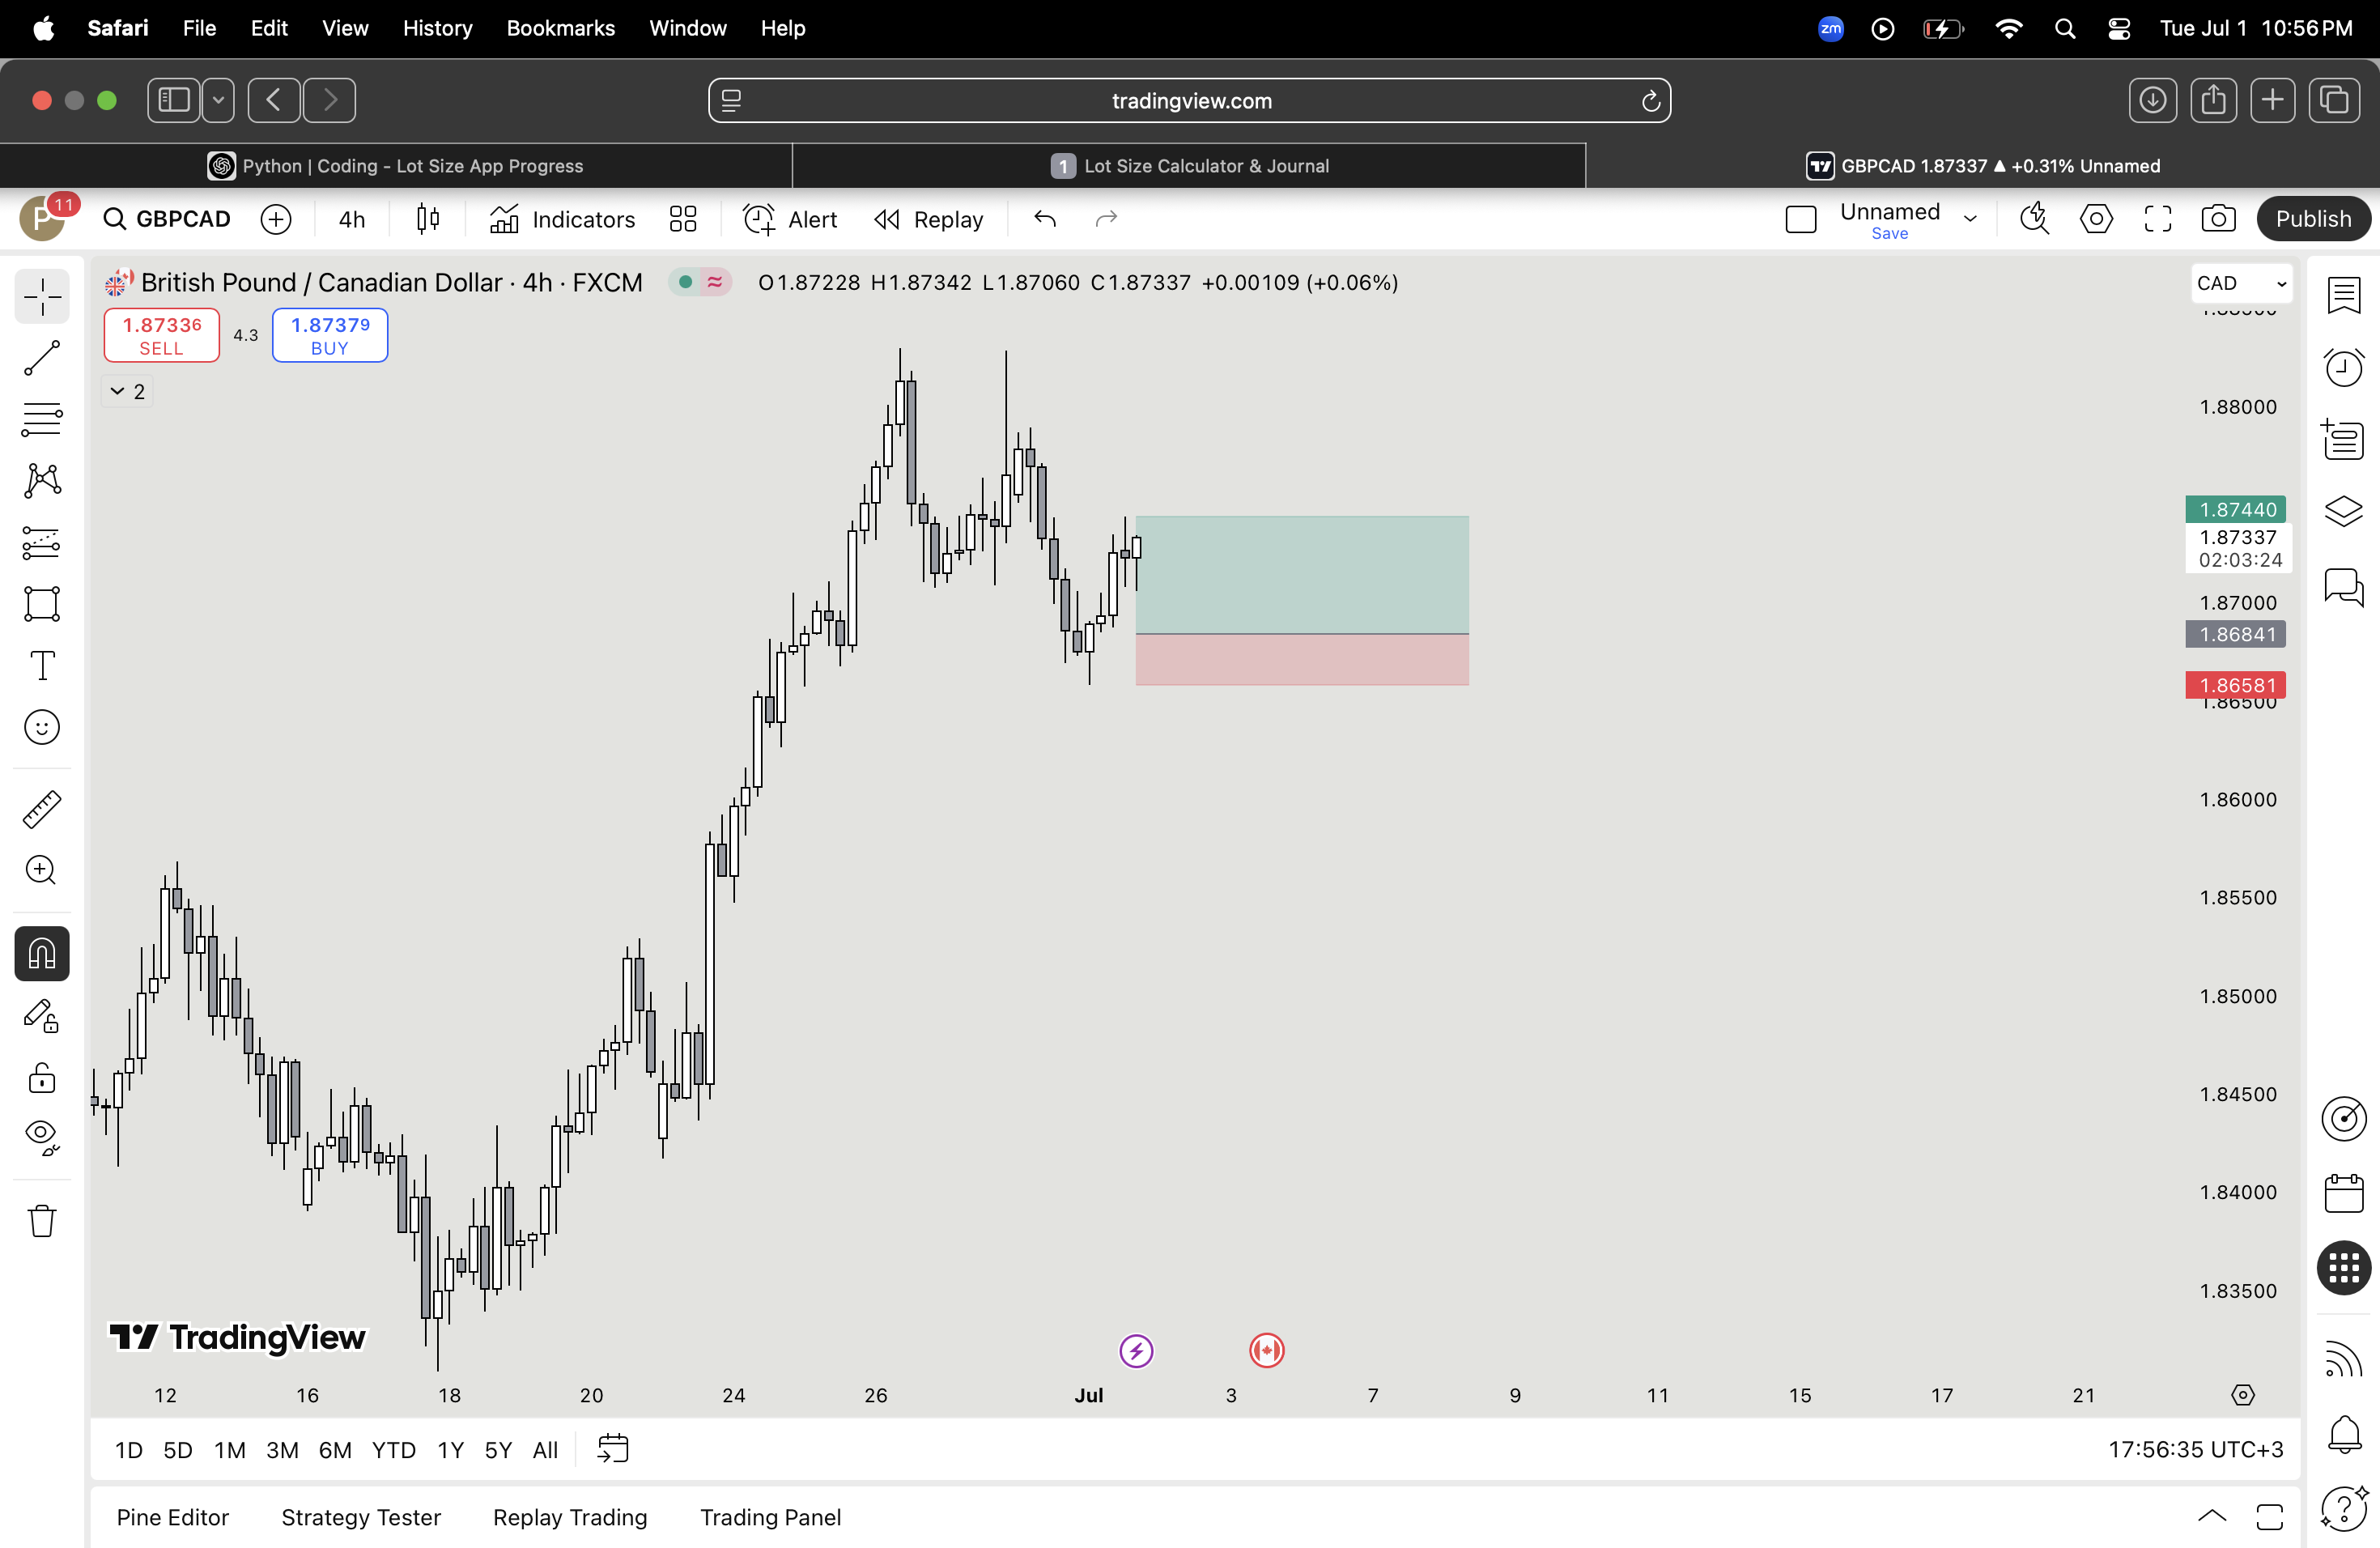 Safari File Edit View History Bookmarks Window Help zm Tue Jul 1 10:56 PM
tradingview.com
Python | Coding - Lot Size App Progress
1 Lot Size Calculator & Journal
GBPCAD 1.87337 ▲ +0.31% Unnamed
P 11 GBPCAD 4h Indicators Alert Replay Unnamed Save Publish
British Pound / Canadian Dollar · 4h · FXCM O1.87228 H1.87342 L1.87060 C1.87337 +0.00109 (+0.06%)
CAD
1.87336 SELL 4.3 1.87379 BUY
2
1.88000
1.87440
1.87337
02:03:24
1.87000
1.86841
1.86581
1.86500
1.86000
1.85500
1.85000
1.84500
1.84000
1.83500
TradingView
12 16 18 20 24 26 Jul 3 7 9 11 15 17 21
1D 5D 1M 3M 6M YTD 1Y 5Y All 17:56:35 UTC+3
Pine Editor Strategy Tester Replay Trading Trading Panel